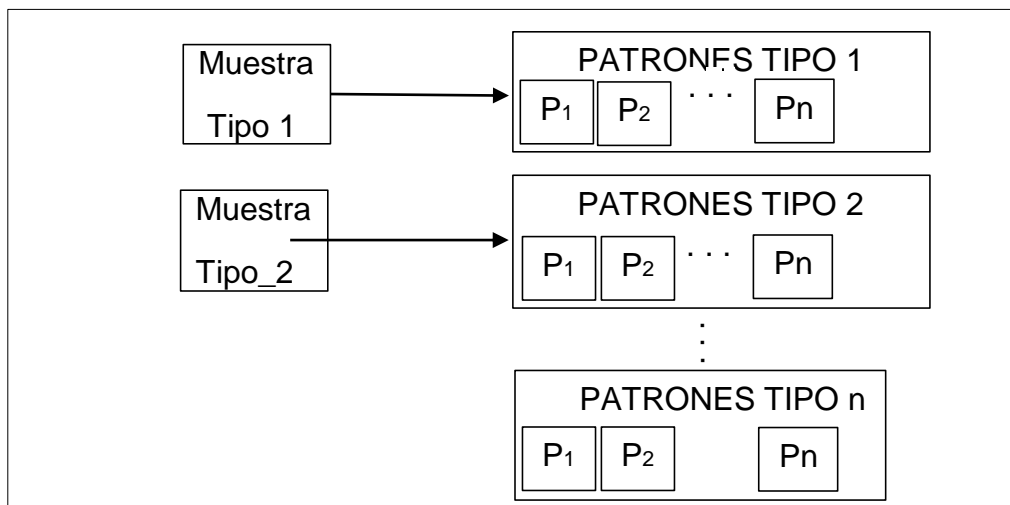 Muestra
Tipo 1
PATRONES TIPO 1
P1 P2 . . . Pn
Muestra
Tipo_2
PATRONES TIPO 2
P1 P2 . . . Pn
.
.
.
PATRONES TIPO n
P1 P2 Pn